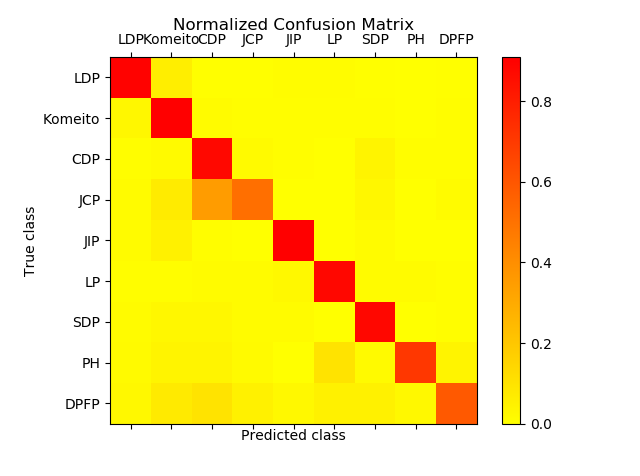 Normalized Confusion Matrix
LDP Komeito CDP JCP JIP LP SDP PH DPFP
LDP
Komeito
CDP
JCP
JIP
LP
SDP
PH
DPFP
True class
Predicted class
0.8
0.6
0.4
0.2
0.0